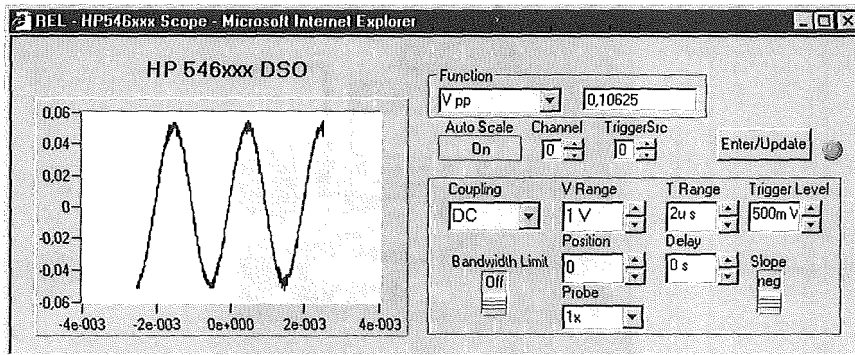 REL - HP546xxx Scope - Microsoft Internet Explorer
HP 546xxx DSO
0,06
0,04
0,02
0
-0,02
-0,04
-0,06
-4e-003 -2e-003 0e+000 2e-003 4e-003
Function
V pp 0,10625
Auto Scale Channel TriggerSrc
On 0 0 Enter/Update
Coupling V Range T Range Trigger Level
DC 1 V 2u s 500m V
Position Delay
Bandwidth Limit 0 0 s Slope
Off neg
Probe
1x